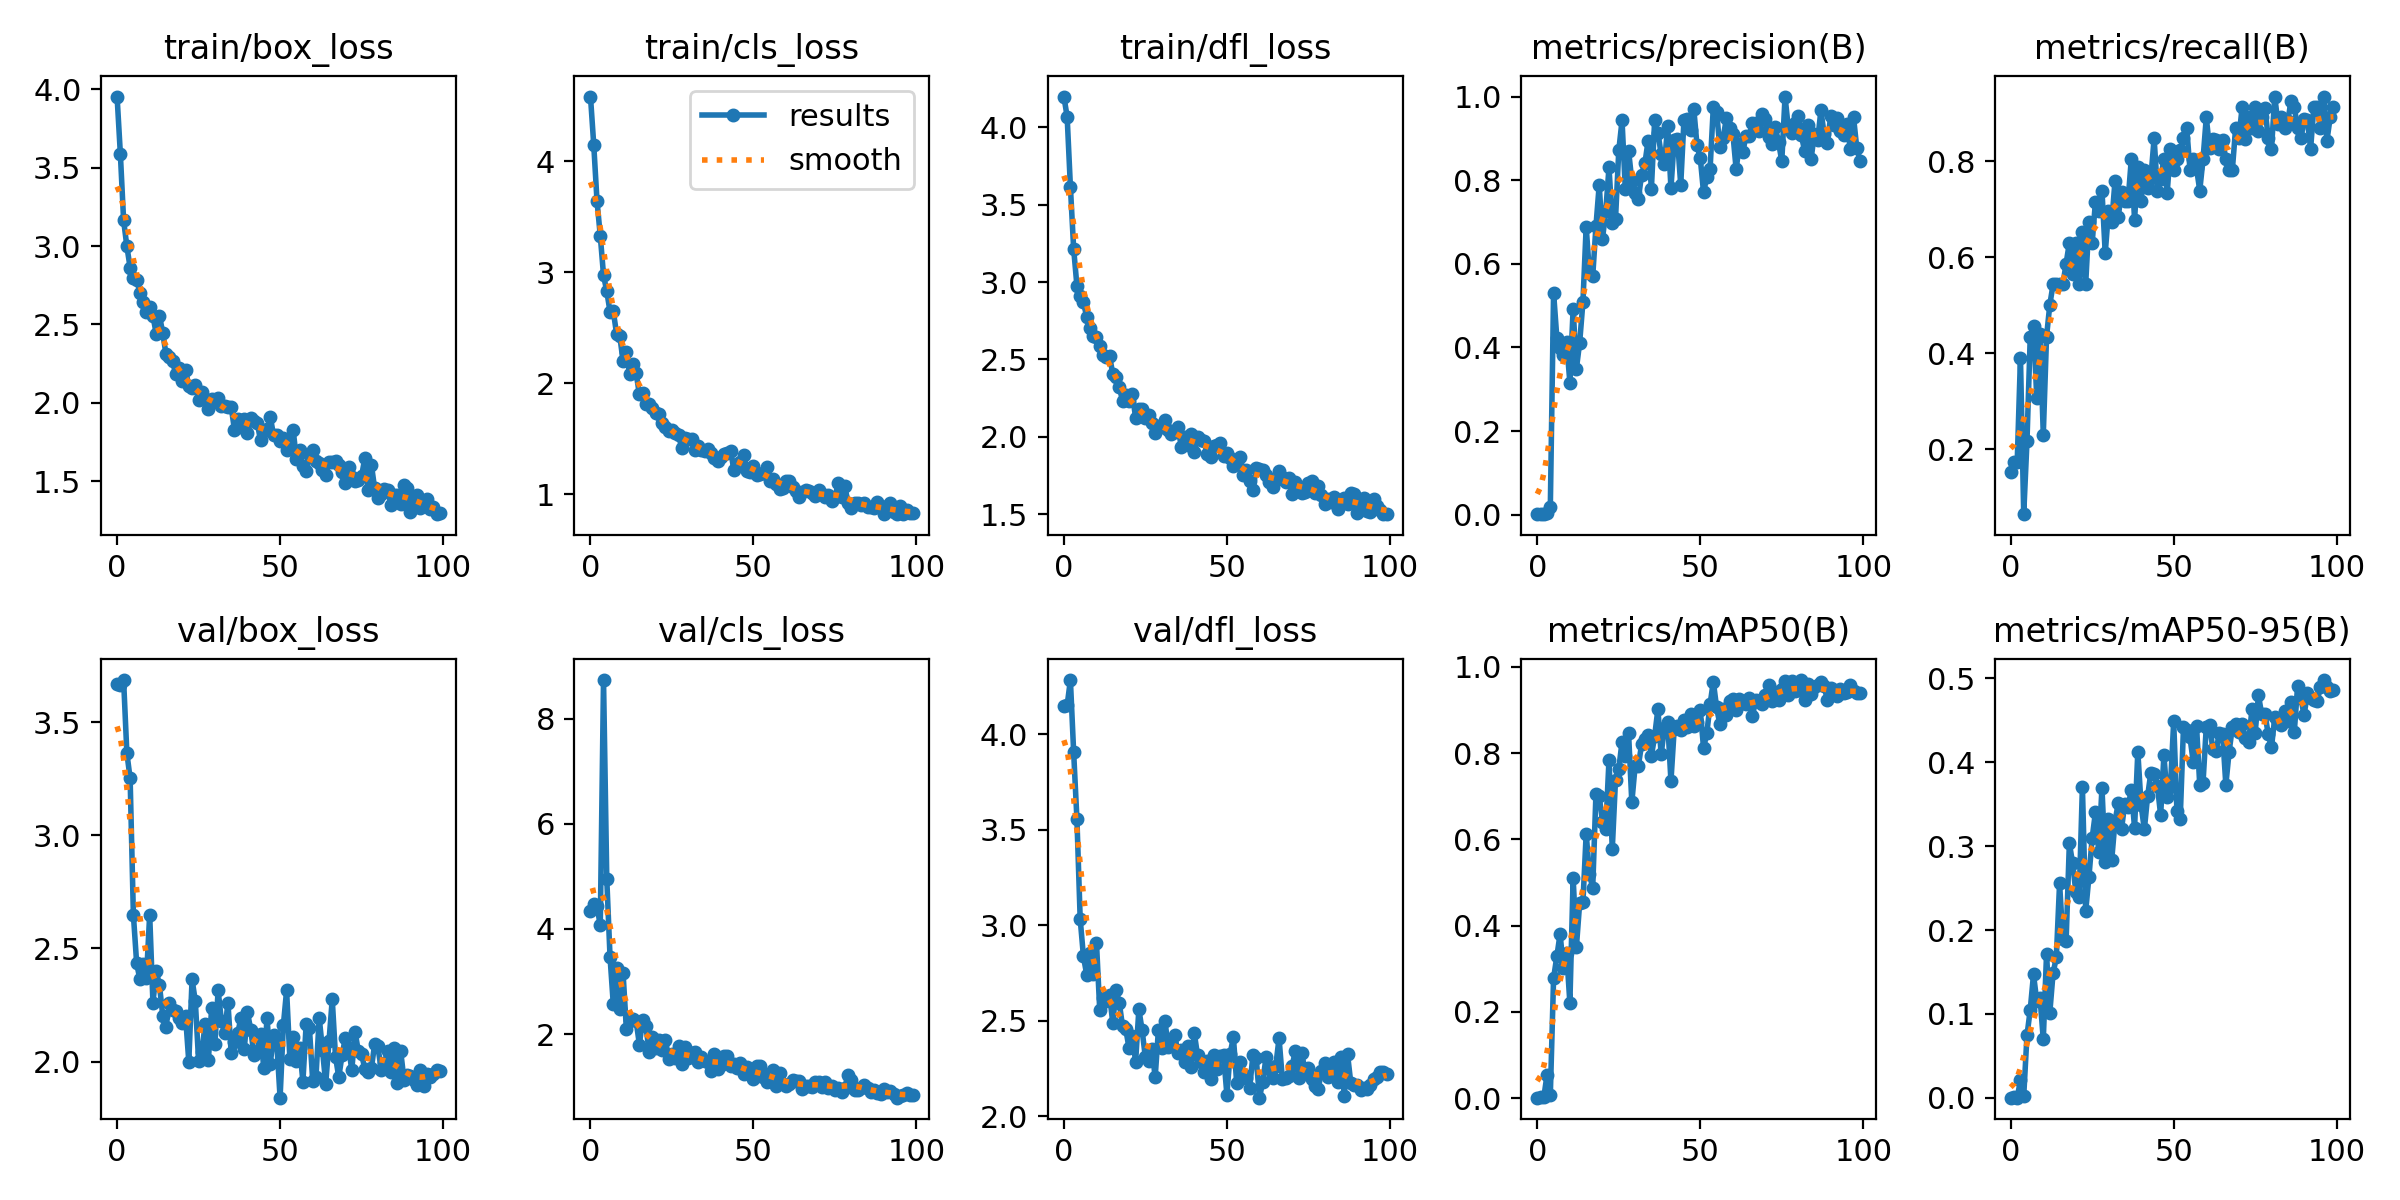 train/box_loss
4.0
3.5
3.0
2.5
2.0
1.5
0 50 100
train/cls_loss
results
smooth
4
3
2
1
0 50 100
train/dfl_loss
4.0
3.5
3.0
2.5
2.0
1.5
0 50 100
metrics/precision(B)
1.0
0.8
0.6
0.4
0.2
0.0
0 50 100
metrics/recall(B)
0.8
0.6
0.4
0.2
0 50 100
val/box_loss
3.5
3.0
2.5
2.0
0 50 100
val/cls_loss
8
6
4
2
0 50 100
val/dfl_loss
4.0
3.5
3.0
2.5
2.0
0 50 100
metrics/mAP50(B)
1.0
0.8
0.6
0.4
0.2
0.0
0 50 100
metrics/mAP50-95(B)
0.5
0.4
0.3
0.2
0.1
0.0
0 50 100